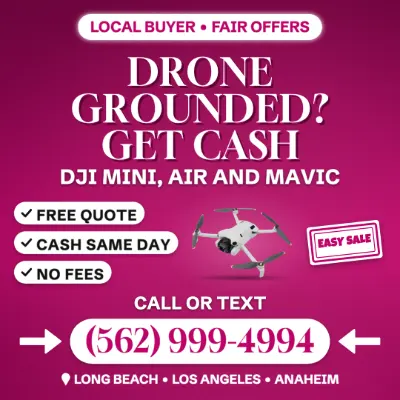 LOCAL BUYER • FAIR OFFERS
DRONE
GROUNDED?
GET CASH
DJI MINI, AIR AND MAVIC
✓ FREE QUOTE
✓ CASH SAME DAY
✓ NO FEES
EASY SALE
CALL OR TEXT
(562) 999-4994
LONG BEACH • LOS ANGELES • ANAHEIM